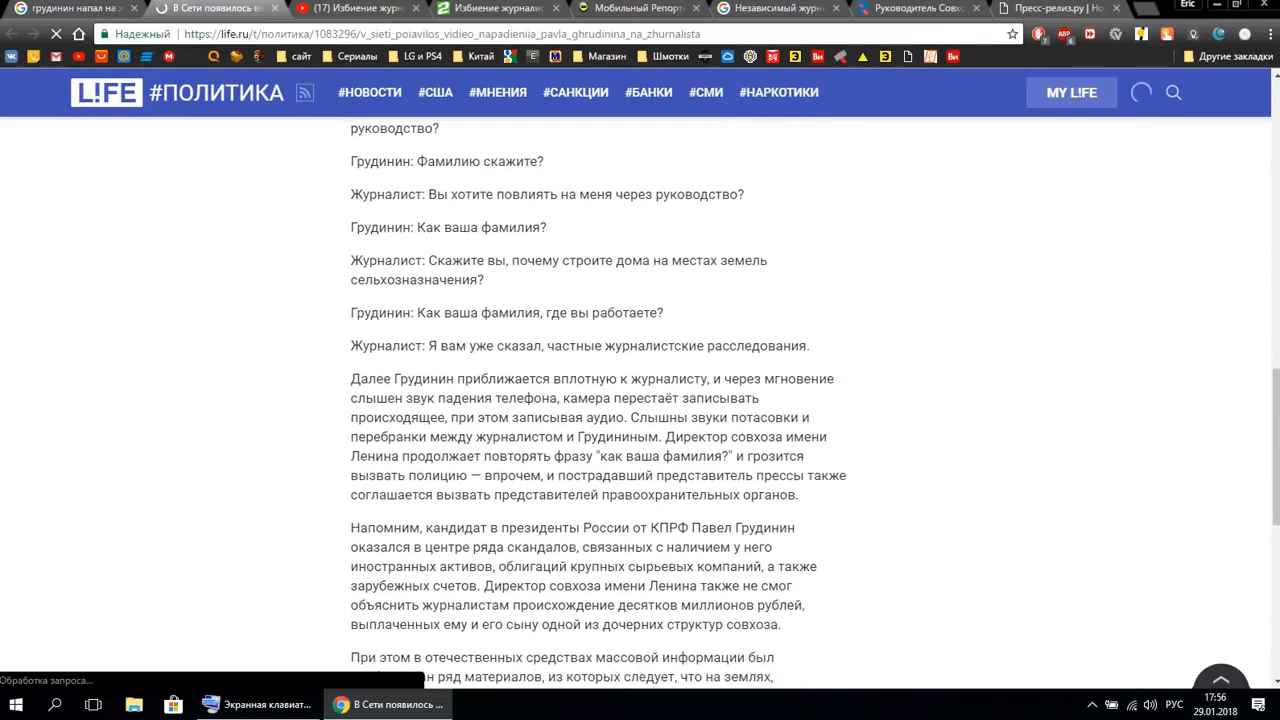 грудинин напал на ж
В Сети появилось ви
(17) Избиение журн
Избиение журналис
Мобильный Репорт
Независимый журн
Руководитель Совхо
Пресс-релиз.ру | Но
Eric
Надежный
https://life.ru/t/политика/1083296/v_sieti_poiavilos_vidieo_napadieniia_pavla_ghrudinina_na_zhurnalista
сайт
Сериалы
LG и PS4
Китай
Магазин
Шмотки
Другие закладки
L!FE #ПОЛИТИКА
#НОВОСТИ
#США
#МНЕНИЯ
#САНКЦИИ
#БАНКИ
#СМИ
#НАРКОТИКИ
MY L!FE
руководство?
Грудинин: Фамилию скажите?
Журналист: Вы хотите повлиять на меня через руководство?
Грудинин: Как ваша фамилия?
Журналист: Скажите вы, почему строите дома на местах земель
сельхозназначения?
Грудинин: Как ваша фамилия, где вы работаете?
Журналист: Я вам уже сказал, частные журналистские расследования.
Далее Грудинин приближается вплотную к журналисту, и через мгновение
слышен звук падения телефона, камера перестаёт записывать
происходящее, при этом записывая аудио. Слышны звуки потасовки и
перебранки между журналистом и Грудининым. Директор совхоза имени
Ленина продолжает повторять фразу "как ваша фамилия?" и грозится
вызвать полицию — впрочем, и пострадавший представитель прессы также
соглашается вызвать представителей правоохранительных органов.
Напомним, кандидат в президенты России от КПРФ Павел Грудинин
оказался в центре ряда скандалов, связанных с наличием у него
иностранных активов, облигаций крупных сырьевых компаний, а также
зарубежных счетов. Директор совхоза имени Ленина также не смог
объяснить журналистам происхождение десятков миллионов рублей,
выплаченных ему и его сыну одной из дочерних структур совхоза.
При этом в отечественных средствах массовой информации был
ан ряд материалов, из которых следует, что на землях,
Обработка запроса...
Экранная клавиат...
В Сети появилось ...
РУС
17:56
29.01.2018